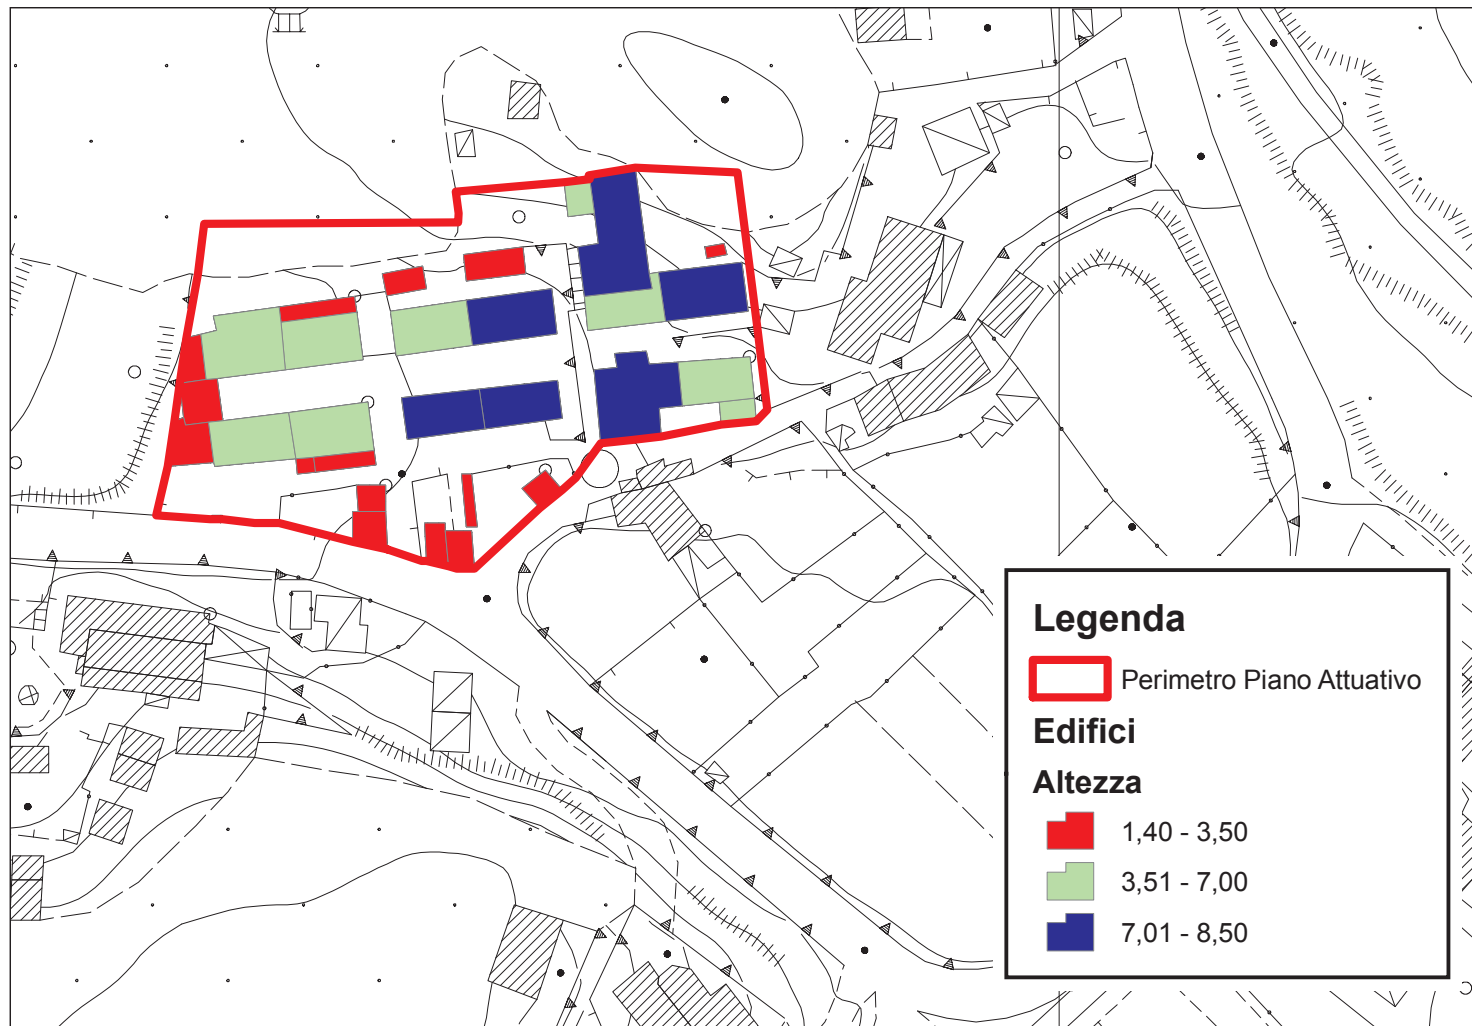 Legenda
Perimetro Piano Attuativo
Edifici
Altezza
1,40 - 3,50
3,51 - 7,00
7,01 - 8,50